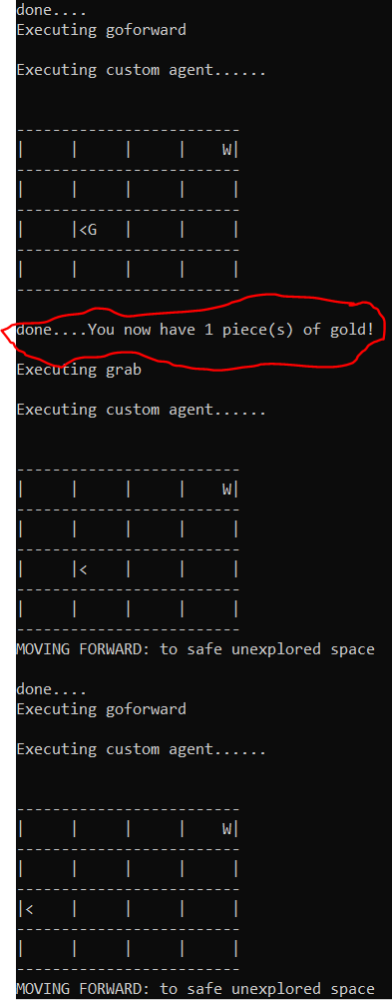 done....
Executing goforward
Executing custom agent......
-------------------------
|     |     |     |    W|
-------------------------
|     |     |     |     |
-------------------------
|     |<G   |     |     |
-------------------------
|     |     |     |     |
-------------------------
done....You now have 1 piece(s) of gold!
Executing grab
Executing custom agent......
-------------------------
|     |     |     |    W|
-------------------------
|     |     |     |     |
-------------------------
|     |<    |     |     |
-------------------------
|     |     |     |     |
-------------------------
MOVING FORWARD: to safe unexplored space
done....
Executing goforward
Executing custom agent......
-------------------------
|     |     |     |    W|
-------------------------
|     |     |     |     |
-------------------------
|<    |     |     |     |
-------------------------
|     |     |     |     |
-------------------------
MOVING FORWARD: to safe unexplored space